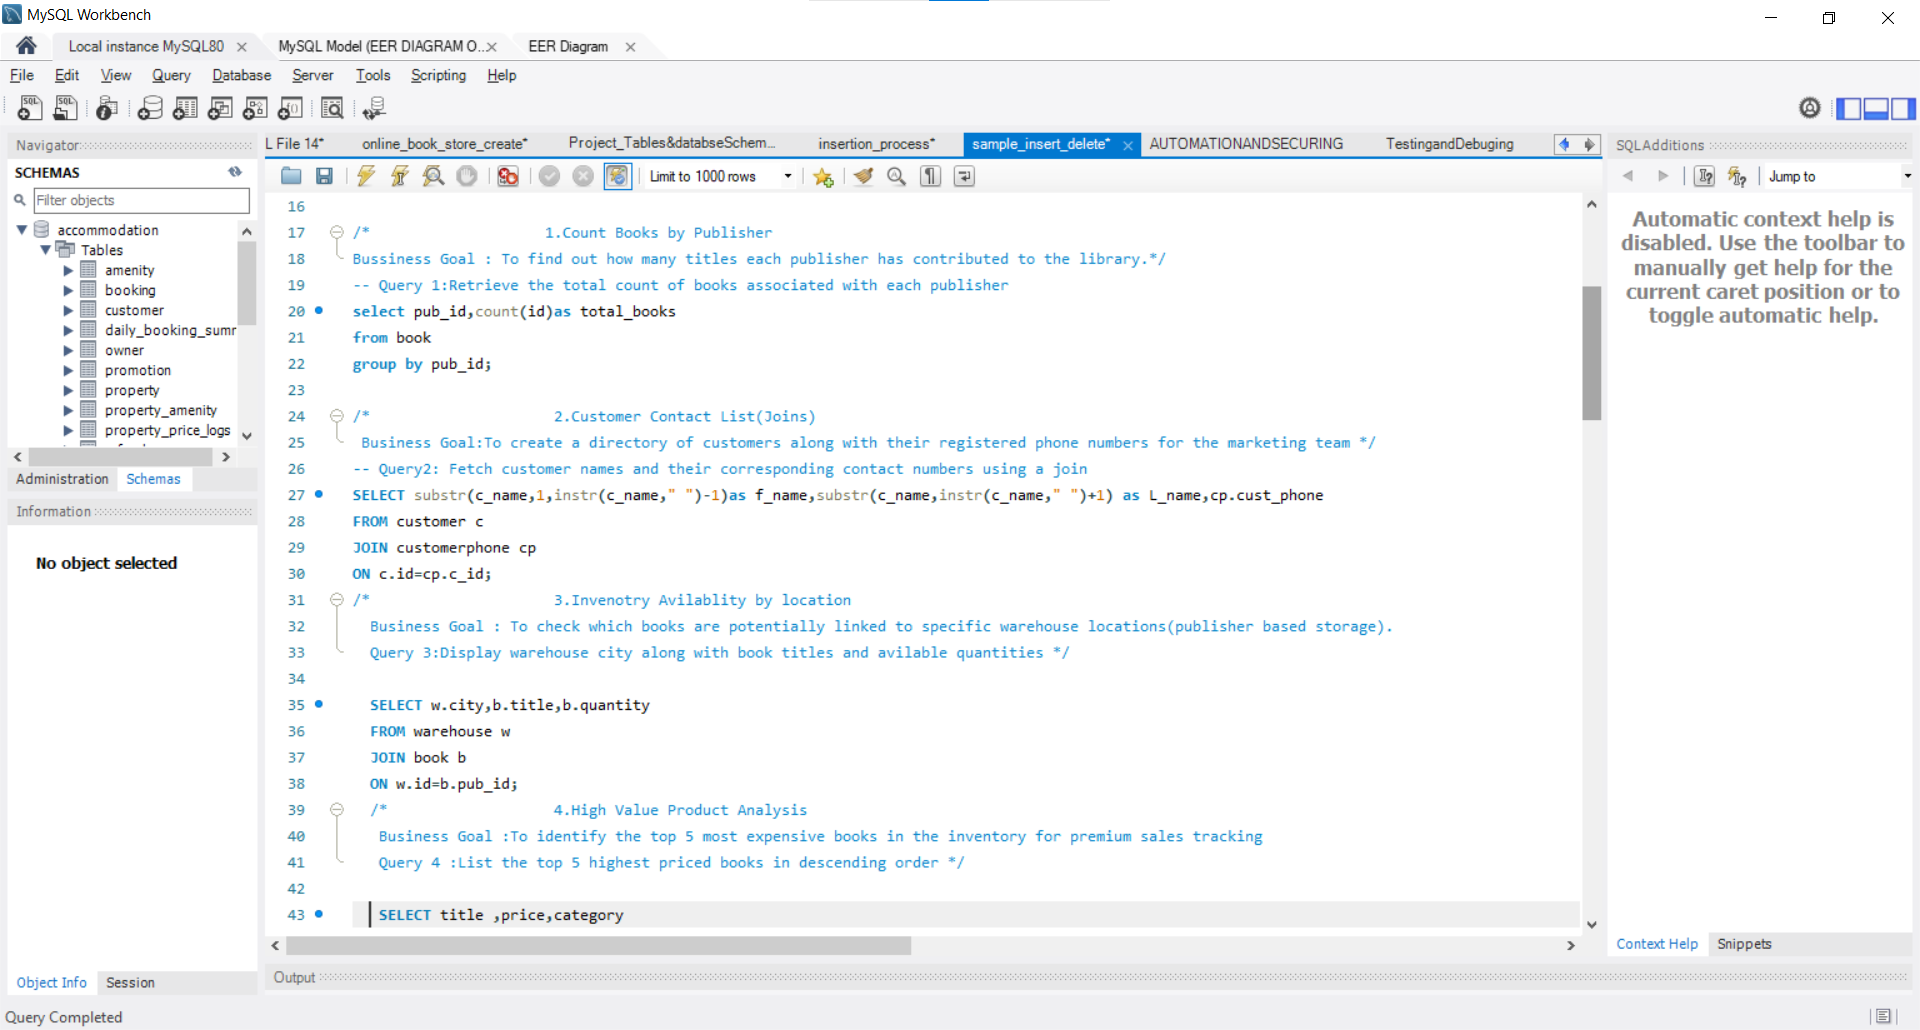 MySQL Workbench
Local instance MySQL80
MySQL Model (EER DIAGRAM O...
EER Diagram
File Edit View Query Database Server Tools Scripting Help
Navigator
SCHEMAS
Filter objects
accommodation
Tables
amenity
booking
customer
daily_booking_sumr
owner
promotion
property
property_amenity
property_price_logs
Administration Schemas
Information
No object selected
Object Info Session
L File 14* online_book_store_create* Project_Tables&databseSchem... insertion_process* sample_insert_delete* AUTOMATIONANDSECURING TestingandDebuging
Limit to 1000 rows
16
17 /* 1.Count Books by Publisher
18 Bussiness Goal : To find out how many titles each publisher has contributed to the library.*/
19 -- Query 1:Retrieve the total count of books associated with each publisher
20 select pub_id,count(id)as total_books
21 from book
22 group by pub_id;
23
24 /* 2.Customer Contact List(Joins)
25 Business Goal:To create a directory of customers along with their registered phone numbers for the marketing team */
26 -- Query2: Fetch customer names and their corresponding contact numbers using a join
27 SELECT substr(c_name,1,instr(c_name," ")-1)as f_name,substr(c_name,instr(c_name," ")+1) as L_name,cp.cust_phone
28 FROM customer c
29 JOIN customerphone cp
30 ON c.id=cp.c_id;
31 /* 3.Invenotry Avilablity by location
32 Business Goal : To check which books are potentially linked to specific warehouse locations(publisher based storage).
33 Query 3:Display warehouse city along with book titles and avilable quantities */
34
35 SELECT w.city,b.title,b.quantity
36 FROM warehouse w
37 JOIN book b
38 ON w.id=b.pub_id;
39 /* 4.High Value Product Analysis
40 Business Goal :To identify the top 5 most expensive books in the inventory for premium sales tracking
41 Query 4 :List the top 5 highest priced books in descending order */
42
43 SELECT title ,price,category
Output
SQLAdditions
Jump to
Automatic context help is
disabled. Use the toolbar to
manually get help for the
current caret position or to
toggle automatic help.
Context Help Snippets
Query Completed